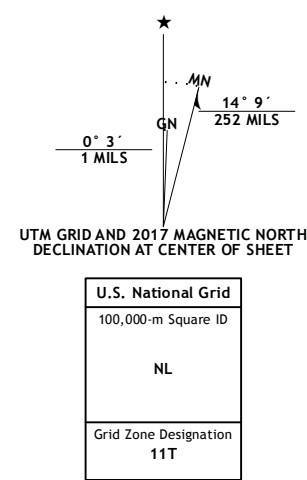 ★
MN
GN
14° 9´
252 MILS
0° 3´
1 MILS
UTM GRID AND 2017 MAGNETIC NORTH
DECLINATION AT CENTER OF SHEET
U.S. National Grid
100,000-m Square ID
NL
Grid Zone Designation
11T